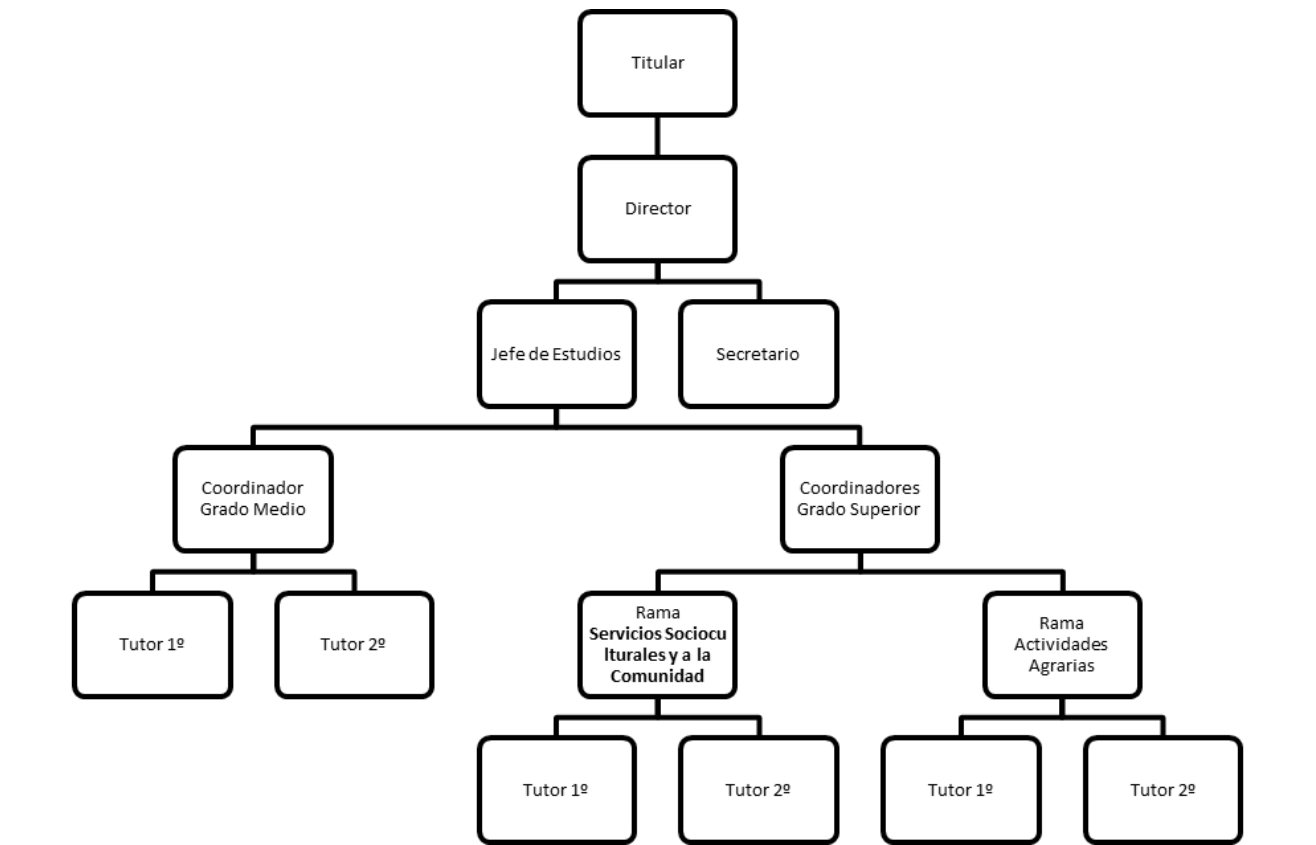 Titular
Director
Jefe de Estudios
Secretario
Coordinador
Grado Medio
Coordinadores
Grado Superior
Tutor 1º
Tutor 2º
Rama
Servicios Sociocu
lturales y a la
Comunidad
Rama
Actividades
Agrarias
Tutor 1º
Tutor 2º
Tutor 1º
Tutor 2º